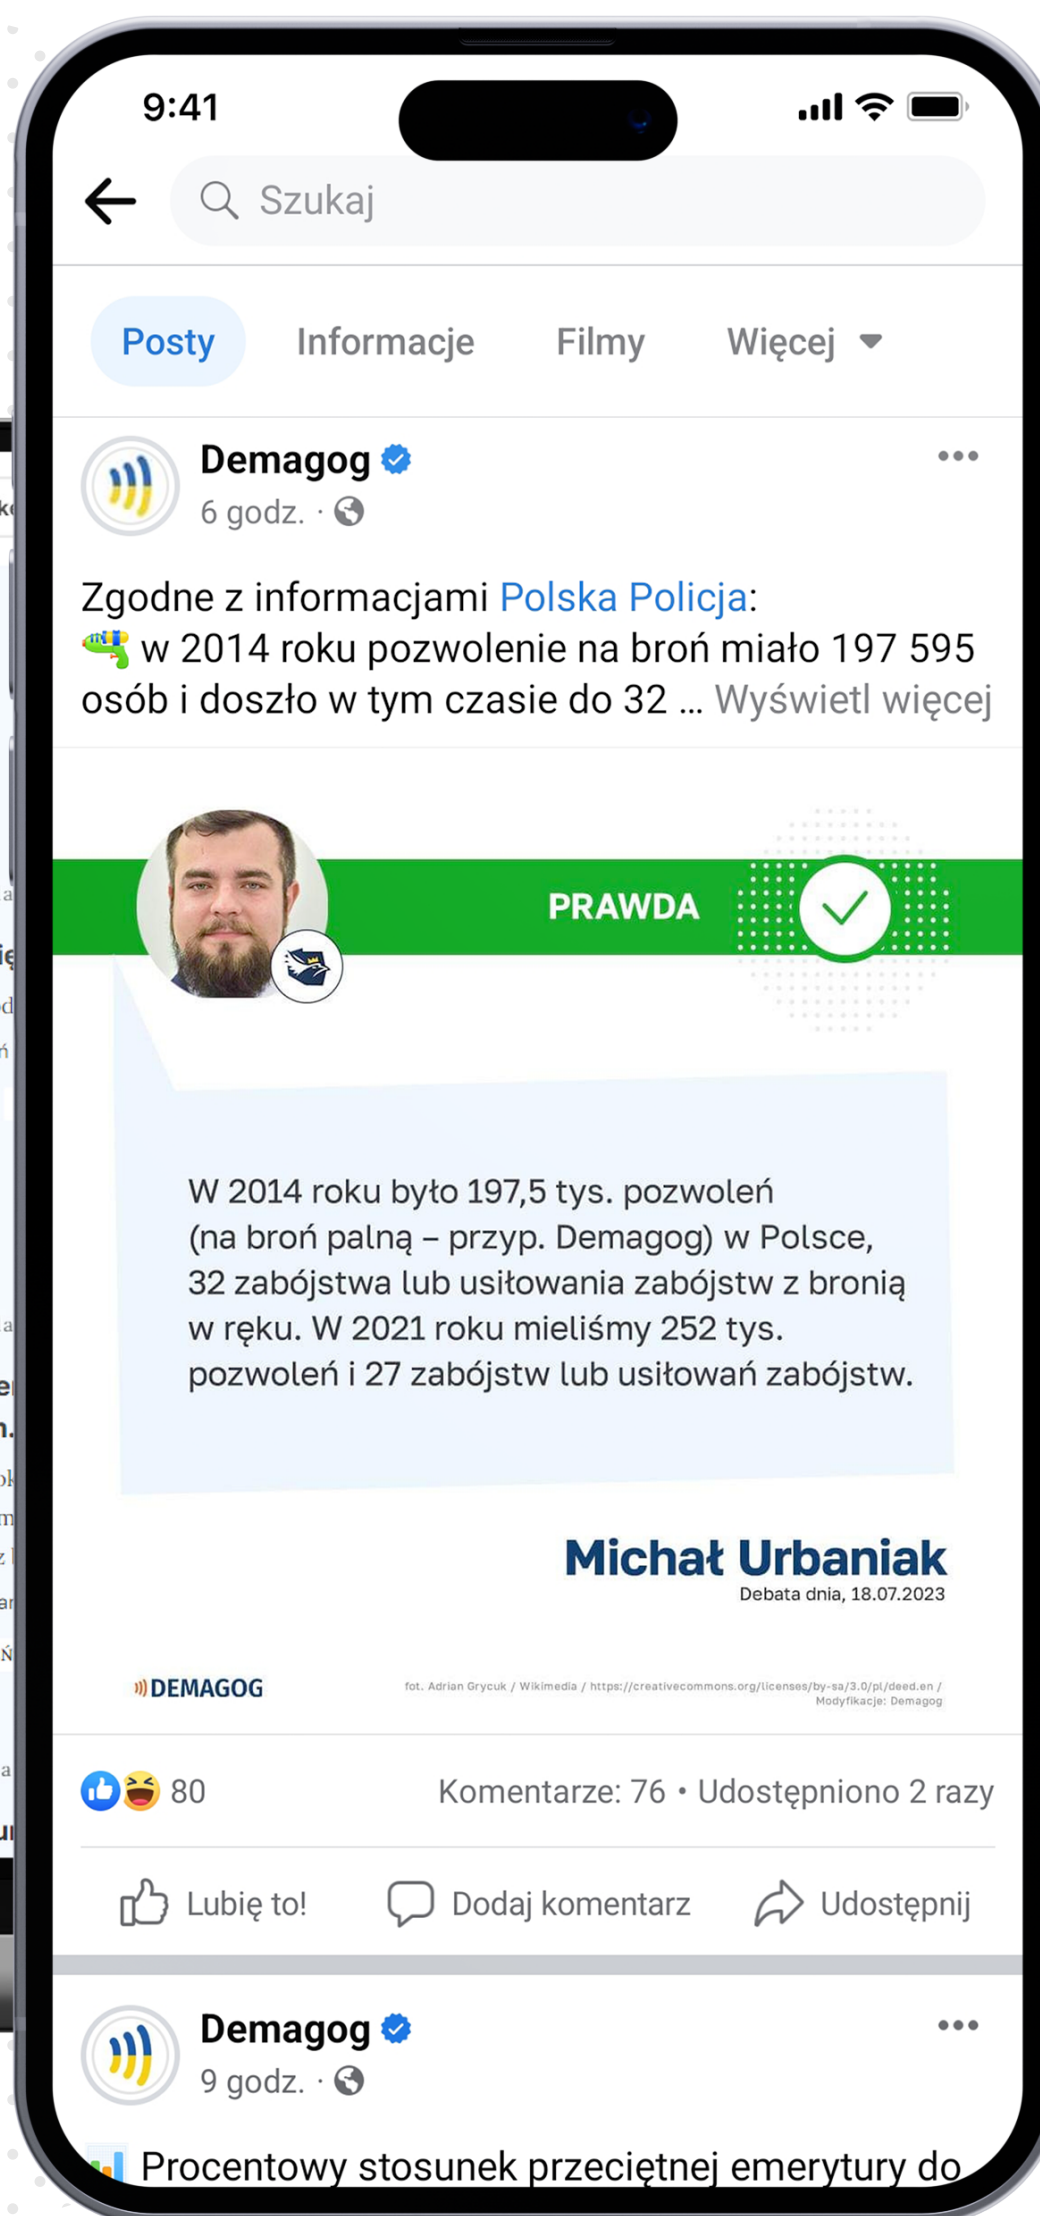 9:41
Szukaj
Posty Informacje Filmy Więcej
Demagog
6 godz. ·
Zgodne z informacjami Polska Policja:
w 2014 roku pozwolenie na broń miało 197 595
osób i doszło w tym czasie do 32 ... Wyświetl więcej
PRAWDA
W 2014 roku było 197,5 tys. pozwoleń
(na broń palną – przyp. Demagog) w Polsce,
32 zabójstwa lub usiłowania zabójstw z bronią
w ręku. W 2021 roku mieliśmy 252 tys.
pozwoleń i 27 zabójstw lub usiłowań zabójstw.
Michał Urbaniak
Debata dnia, 18.07.2023
DEMAGOG
fot. Adrian Grycuk / Wikimedia / https://creativecommons.org/licenses/by-sa/3.0/pl/deed.en /
Modyfikacje: Demagog
80
Komentarze: 76 • Udostępniono 2 razy
Lubię to! Dodaj komentarz Udostępnij
Demagog
9 godz. ·
Procentowy stosunek przeciętnej emerytury do